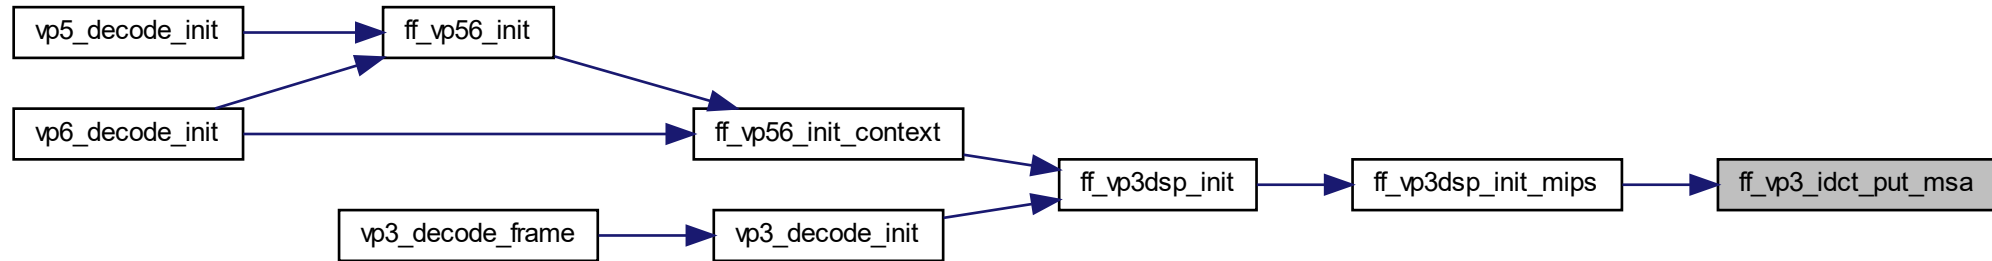 vp5_decode_init
ff_vp56_init
vp6_decode_init
ff_vp56_init_context
ff_vp3dsp_init
ff_vp3dsp_init_mips
ff_vp3_idct_put_msa
vp3_decode_frame
vp3_decode_init